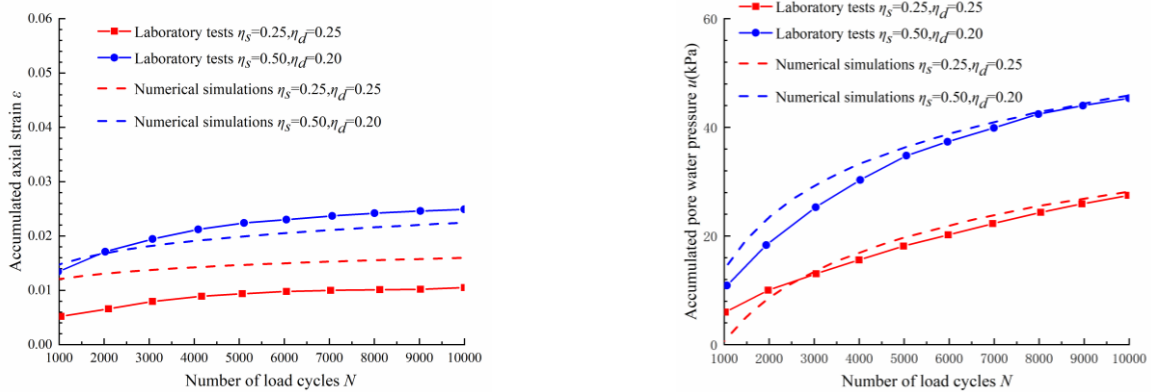 0.06
0.05
0.04
0.03
0.02
0.01
0.00
Accumulated axial strain ε
Laboratory tests ηs=0.25,ηd=0.25
Laboratory tests ηs=0.50,ηd=0.20
Numerical simulations ηs=0.25,ηd=0.25
Numerical simulations ηs=0.50,ηd=0.20
1000 2000 3000 4000 5000 6000 7000 8000 9000 10000
Number of load cycles N
60
40
20
0
Accumulated pore water pressure u(kPa)
Laboratory tests ηs=0.25,ηd=0.25
Laboratory tests ηs=0.50,ηd=0.20
Numerical simulations ηs=0.25,ηd=0.25
Numerical simulations ηs=0.50,ηd=0.20
1000 2000 3000 4000 5000 6000 7000 8000 9000 10000
Number of load cycles N